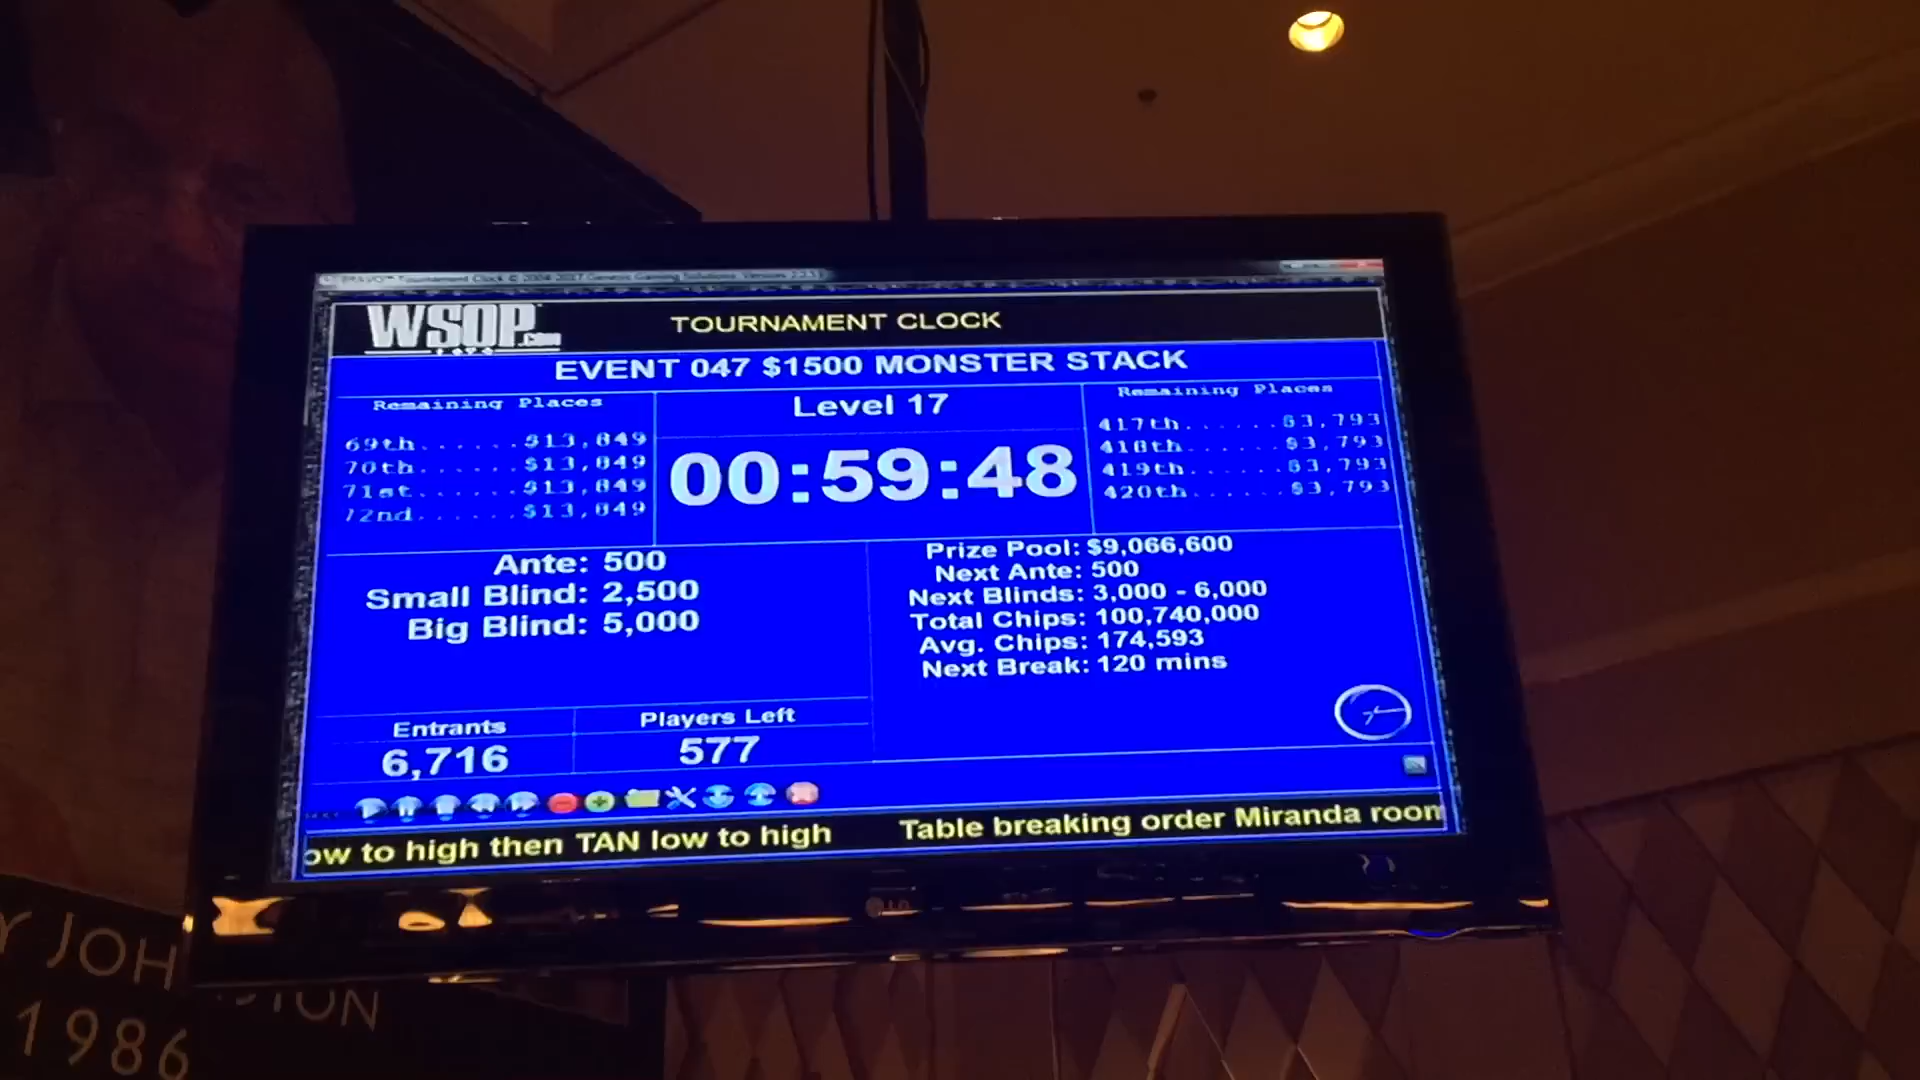 WSOP.com
TOURNAMENT CLOCK
EVENT 047 $1500 MONSTER STACK
Remaining Places
69th......$13,849
70th......$13,849
71st......$13,849
72nd......$13,849
Level 17
00:59:48
Remaining Places
417th......$3,793
418th......$3,793
419th......$3,793
420th......$3,793
Ante: 500
Small Blind: 2,500
Big Blind: 5,000
Prize Pool: $9,066,600
Next Ante: 500
Next Blinds: 3,000 - 6,000
Total Chips: 100,740,000
Avg. Chips: 174,593
Next Break: 120 mins
Entrants
6,716
Players Left
577
ow to high then TAN low to high Table breaking order Miranda room
LG
Y JOH STON
1986